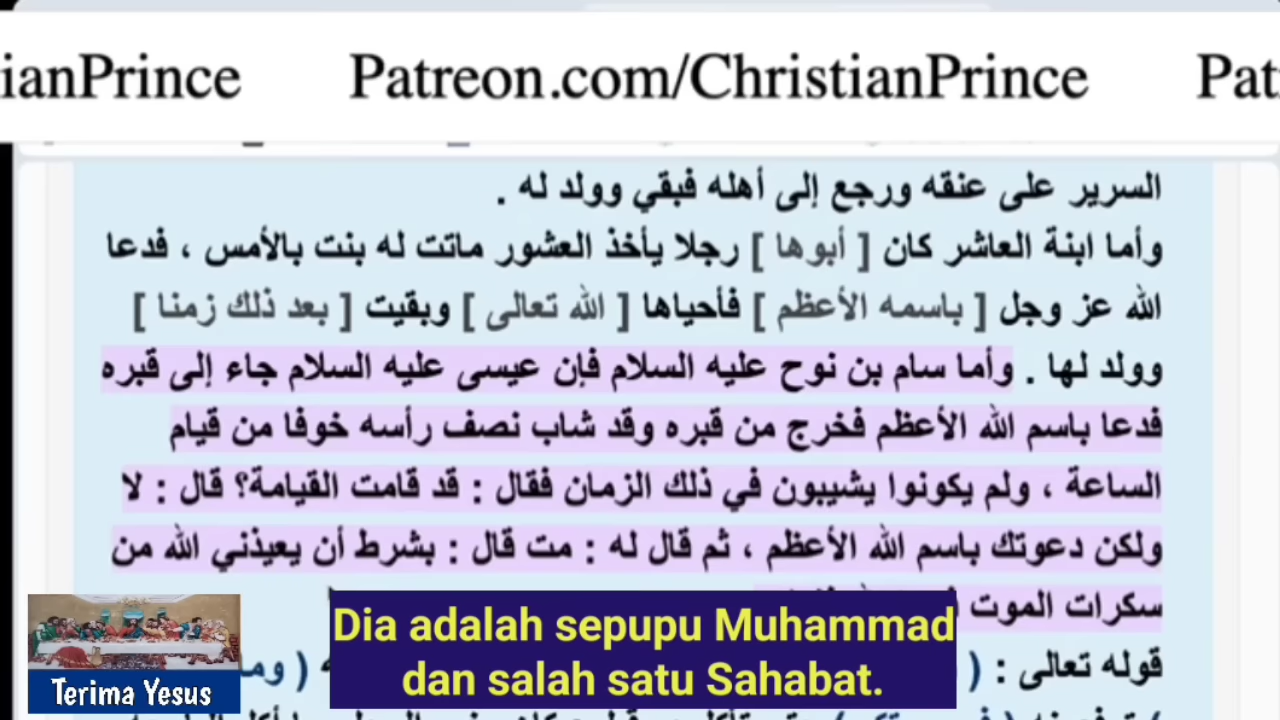 ianPrince Patreon.com/ChristianPrince Pat
السرير على عنقه ورجع إلى أهله فبقي وولد له .
وأما ابنة العاشر كان [ أبوها ] رجلا يأخذ العشور ماتت له بنت بالأمس ، فدعا
الله عز وجل [ باسمه الأعظم ] فأحياها [ الله تعالى ] وبقيت [ بعد ذلك زمنا ]
وولد لها . وأما سام بن نوح عليه السلام فإن عيسى عليه السلام جاء إلى قبره
فدعا باسم الله الأعظم فخرج من قبره وقد شاب نصف رأسه خوفا من قيام
الساعة ، ولم يكونوا يشيبون في ذلك الزمان فقال : قد قامت القيامة؟ قال : لا
ولكن دعوتك باسم الله الأعظم ، ثم قال له : مت قال : بشرط أن يعيذني الله من
سكرات الموت
قوله تعالى : (
Dia adalah sepupu Muhammad
dan salah satu Sahabat.
Terima Yesus